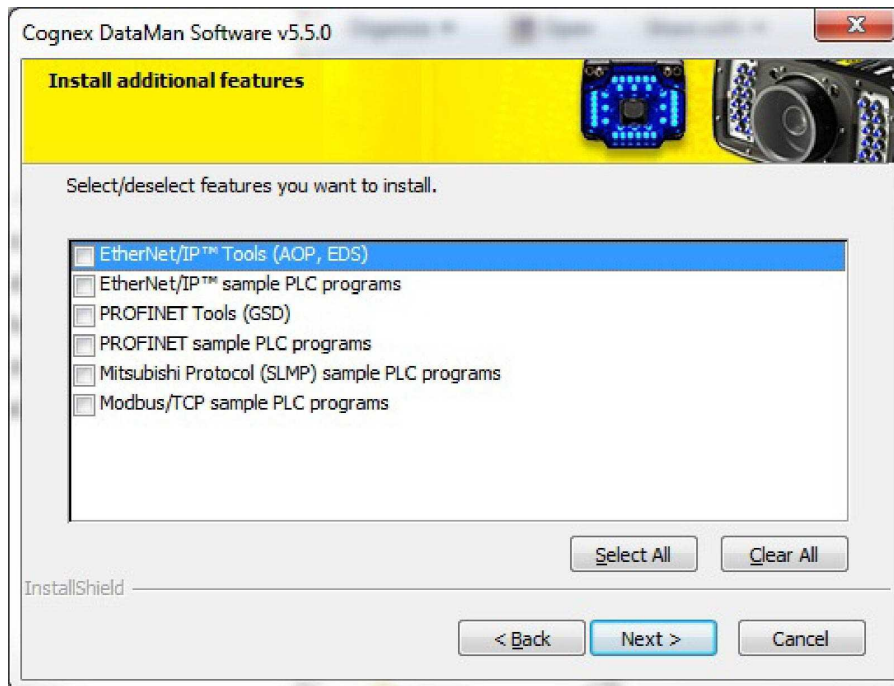 Cognex DataMan Software v5.5.0
Install additional features
Select/deselect features you want to install.
EtherNet/IP™ Tools (AOP, EDS)
EtherNet/IP™ sample PLC programs
PROFINET Tools (GSD)
PROFINET sample PLC programs
Mitsubishi Protocol (SLMP) sample PLC programs
Modbus/TCP sample PLC programs
Select All
Clear All
InstallShield
< Back
Next >
Cancel